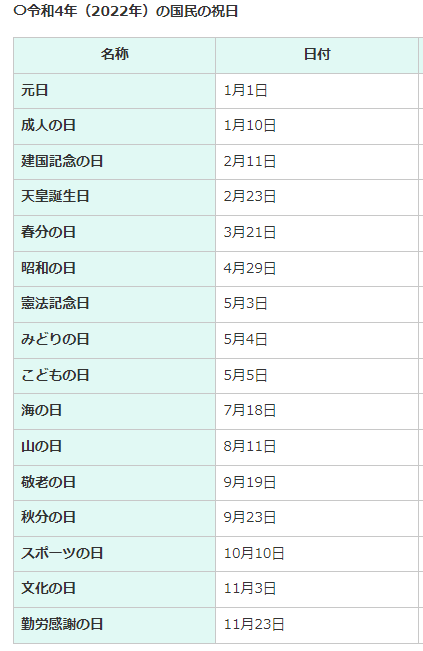 〇令和4年（2022年）の国民の祝日
名称 日付
元日 1月1日
成人の日 1月10日
建国記念の日 2月11日
天皇誕生日 2月23日
春分の日 3月21日
昭和の日 4月29日
憲法記念日 5月3日
みどりの日 5月4日
こどもの日 5月5日
海の日 7月18日
山の日 8月11日
敬老の日 9月19日
秋分の日 9月23日
スポーツの日 10月10日
文化の日 11月3日
勤労感謝の日 11月23日